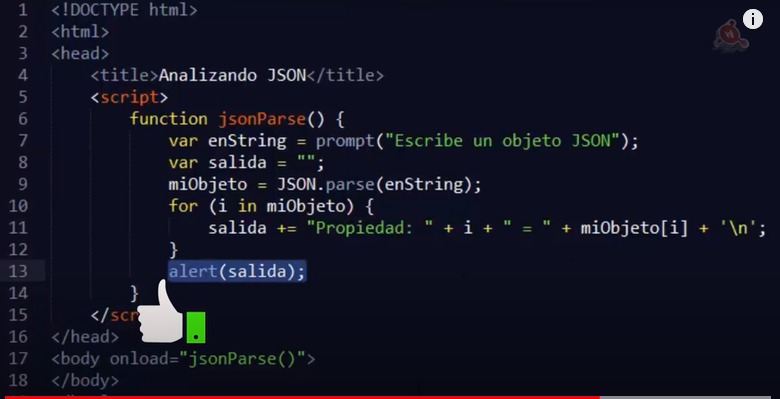 1 <!DOCTYPE html>
2 <html>
3 <head>
4 <title>Analizando JSON</title>
5 <script>
6 function jsonParse() {
7 var enString = prompt("Escribe un objeto JSON");
8 var salida = "";
9 miObjeto = JSON.parse(enString);
10 for (i in miObjeto) {
11 salida += "Propiedad: " + i + " = " + miObjeto[i] + '\n';
12 }
13 alert(salida);
14 }
15 </scr
16 </head>
17 <body onload="jsonParse()">
18 </body>
i